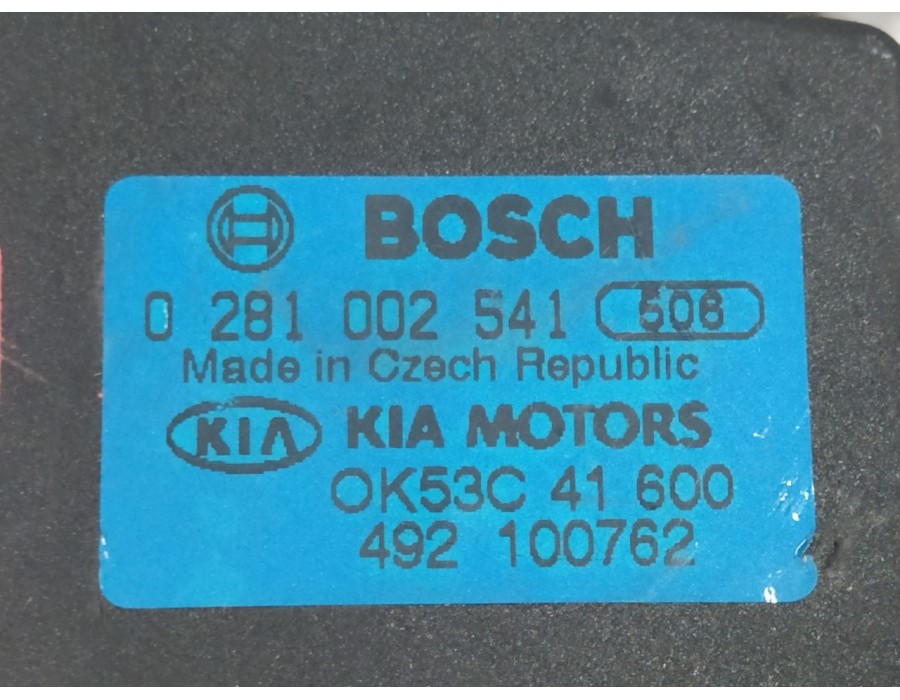 BOSCH
0 281 002 541 506
Made in Czech Republic
KIA KIA MOTORS
OK53C 41 600
492 100762